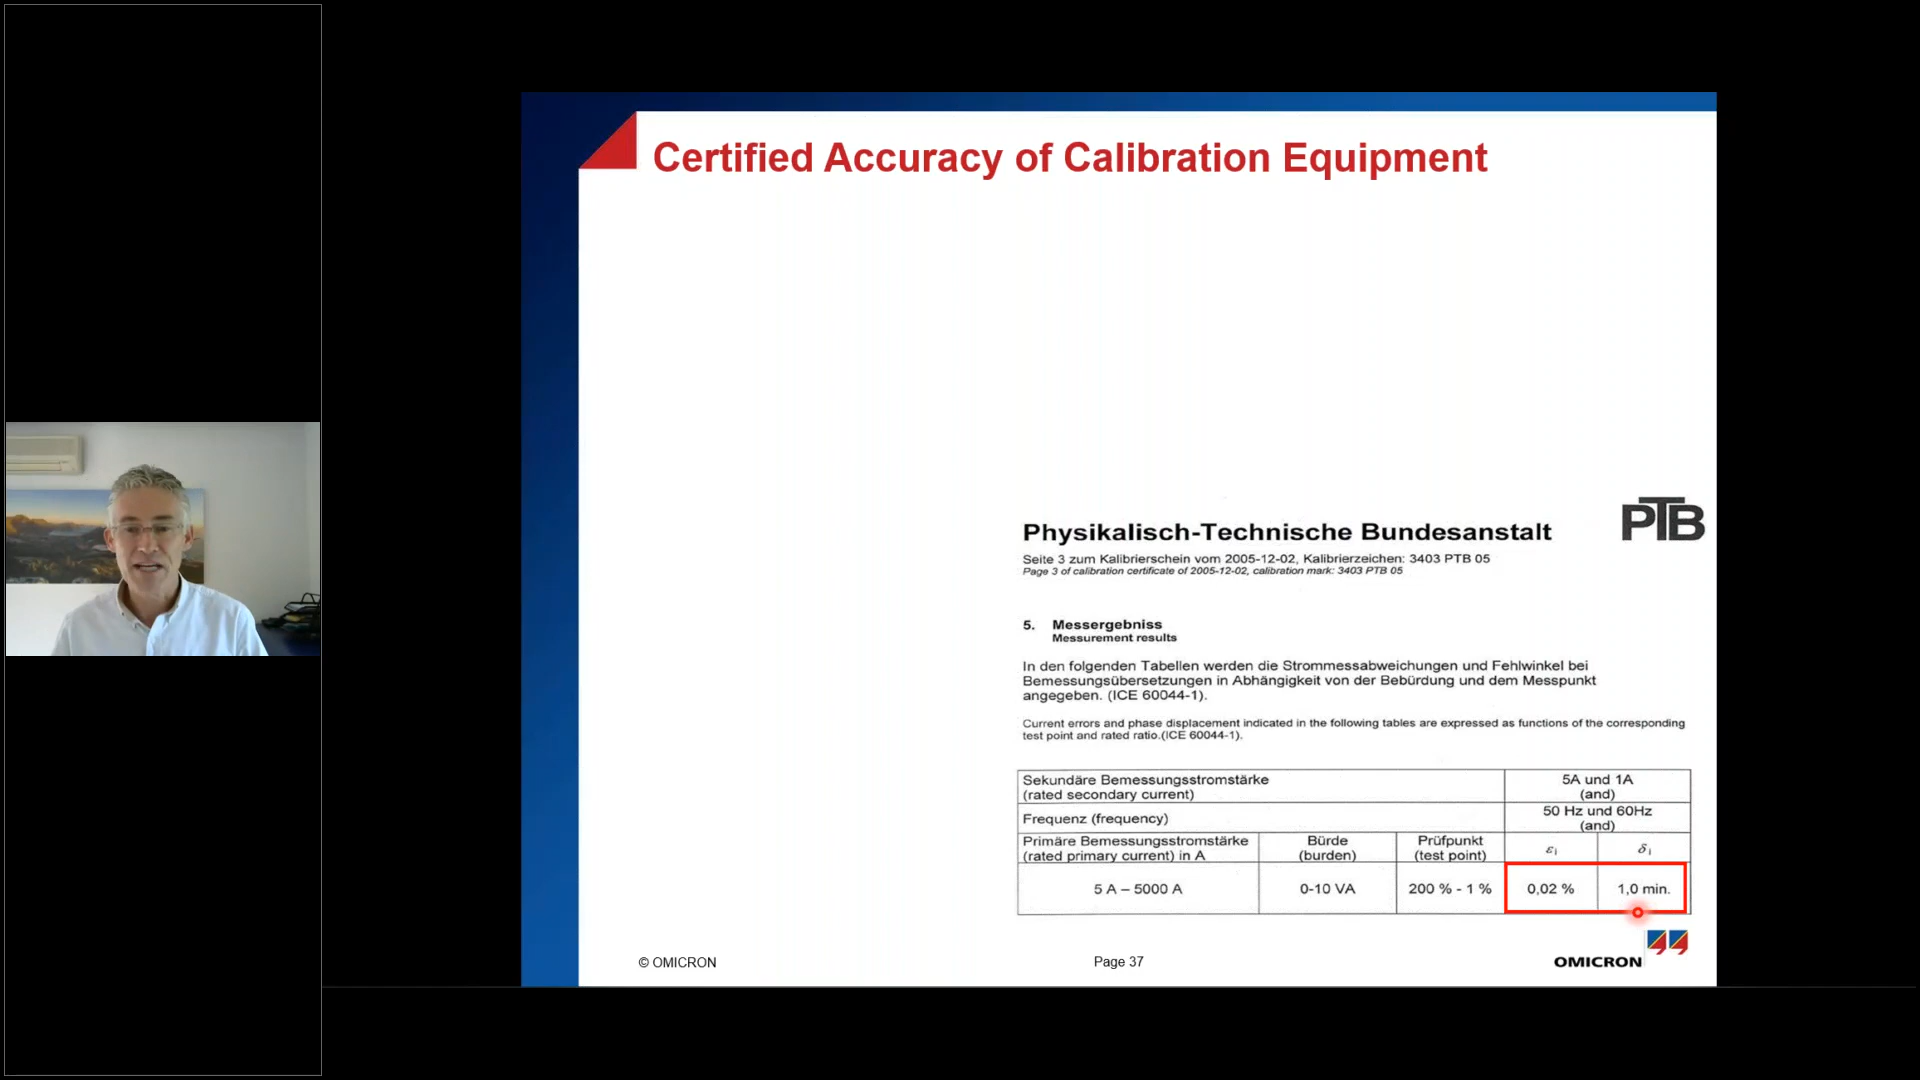 Certified Accuracy of Calibration Equipment
PTB
Physikalisch-Technische Bundesanstalt
Seite 3 zum Kalibrierschein vom 2005-12-02, Kalibrierzeichen: 3403 PTB 05
Page 3 of calibration certificate of 2005-12-02, calibration mark: 3403 PTB 05
5. Messergebniss
Messurement results
In den folgenden Tabellen werden die Strommessabweichungen und Fehlwinkel bei
Bemessungsübersetzungen in Abhängigkeit von der Bebürdung und dem Messpunkt
angegeben. (ICE 60044-1).
Current errors and phase displacement indicated in the following tables are expressed as functions of the corresponding
test point and rated ratio.(ICE 60044-1).
Sekundäre Bemessungsstromstärke
(rated secondary current)
5A und 1A
(and)
Frequenz (frequency)
50 Hz und 60Hz
(and)
Primäre Bemessungsstromstärke
(rated primary current) in A
Bürde
(burden)
Prüfpunkt
(test point)
εi
δi
5 A – 5000 A
0-10 VA
200 % - 1 %
0,02 %
1,0 min.
© OMICRON
Page 37
OMICRON